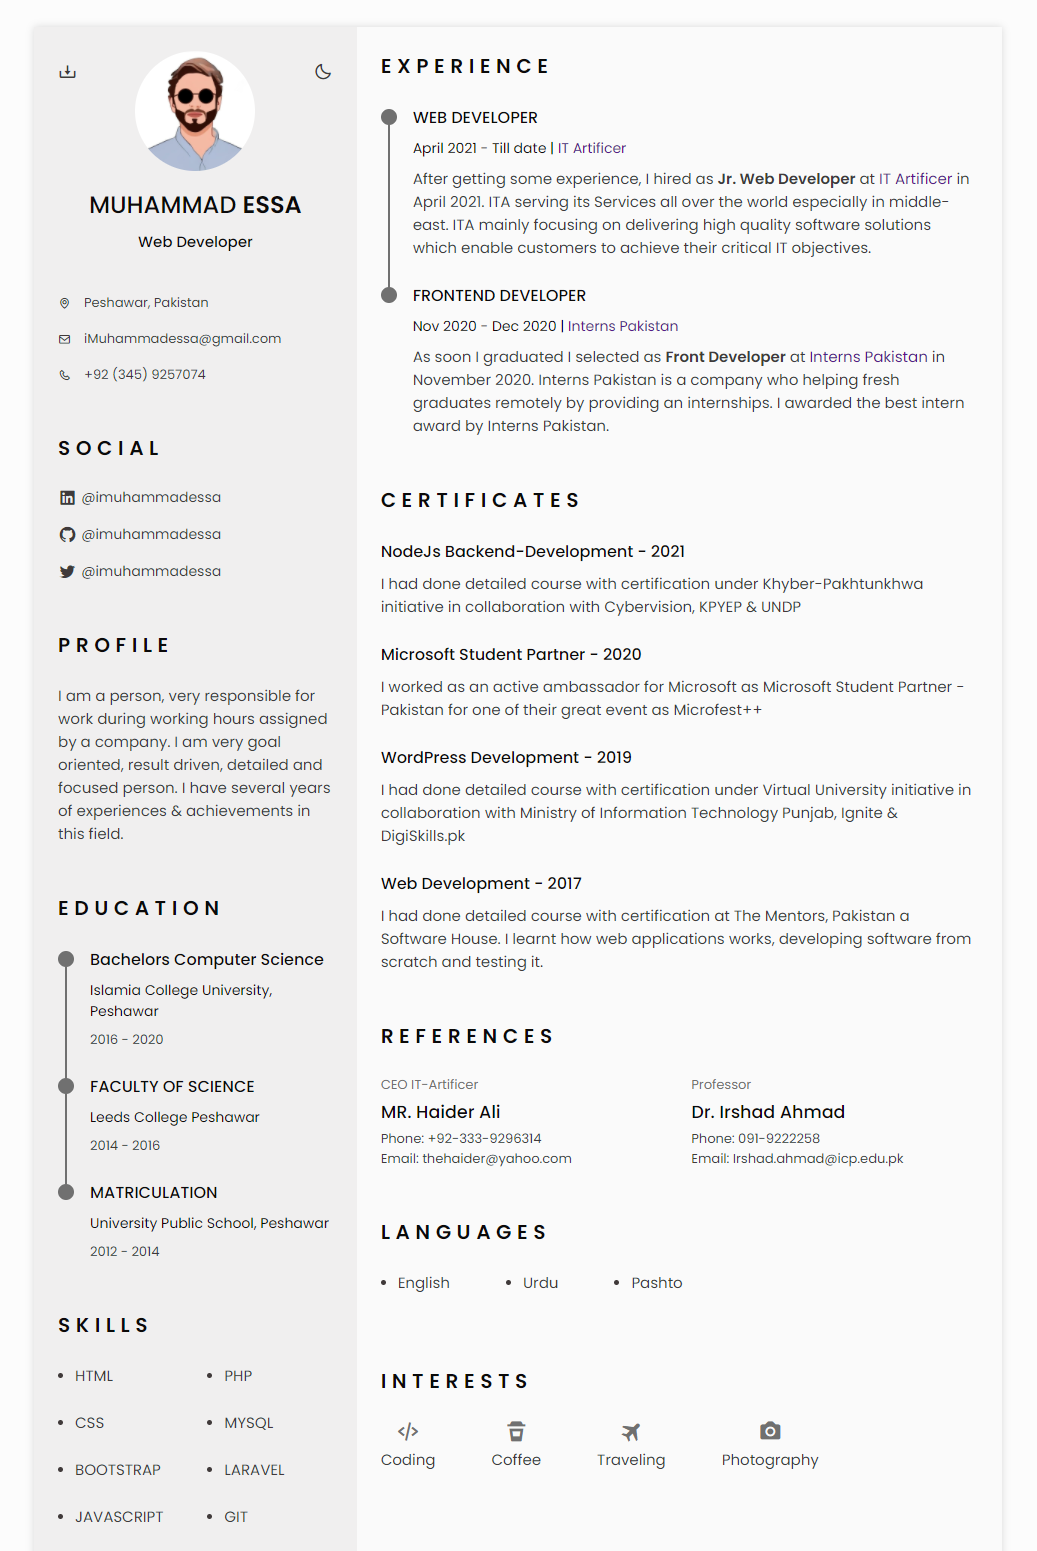 MUHAMMAD ESSA
Web Developer
Peshawar, Pakistan
iMuhammadessa@gmail.com
+92 (345) 9257074
SOCIAL
@imuhammadessa
@imuhammadessa
@imuhammadessa
PROFILE
I am a person, very responsible for
work during working hours assigned
by a company. I am very goal
oriented, result driven, detailed and
focused person. I have several years
of experiences & achievements in
this field.
EDUCATION
Bachelors Computer Science
Islamia College University,
Peshawar
2016 - 2020
FACULTY OF SCIENCE
Leeds College Peshawar
2014 - 2016
MATRICULATION
University Public School, Peshawar
2012 - 2014
SKILLS
HTML
PHP
CSS
MYSQL
BOOTSTRAP
LARAVEL
JAVASCRIPT
GIT
EXPERIENCE
WEB DEVELOPER
April 2021 - Till date | IT Artificer
After getting some experience, I hired as Jr. Web Developer at IT Artificer in
April 2021. ITA serving its Services all over the world especially in middle-
east. ITA mainly focusing on delivering high quality software solutions
which enable customers to achieve their critical IT objectives.
FRONTEND DEVELOPER
Nov 2020 - Dec 2020 | Interns Pakistan
As soon I graduated I selected as Front Developer at Interns Pakistan in
November 2020. Interns Pakistan is a company who helping fresh
graduates remotely by providing an internships. I awarded the best intern
award by Interns Pakistan.
CERTIFICATES
NodeJs Backend-Development - 2021
I had done detailed course with certification under Khyber-Pakhtunkhwa
initiative in collaboration with Cybervision, KPYEP & UNDP
Microsoft Student Partner - 2020
I worked as an active ambassador for Microsoft as Microsoft Student Partner -
Pakistan for one of their great event as Microfest++
WordPress Development - 2019
I had done detailed course with certification under Virtual University initiative in
collaboration with Ministry of Information Technology Punjab, Ignite &
DigiSkills.pk
Web Development - 2017
I had done detailed course with certification at The Mentors, Pakistan a
Software House. I learnt how web applications works, developing software from
scratch and testing it.
REFERENCES
CEO IT-Artificer
MR. Haider Ali
Phone: +92-333-9296314
Email: thehaider@yahoo.com
Professor
Dr. Irshad Ahmad
Phone: 091-9222258
Email: Irshad.ahmad@icp.edu.pk
LANGUAGES
English
Urdu
Pashto
INTERESTS
Coding
Coffee
Traveling
Photography